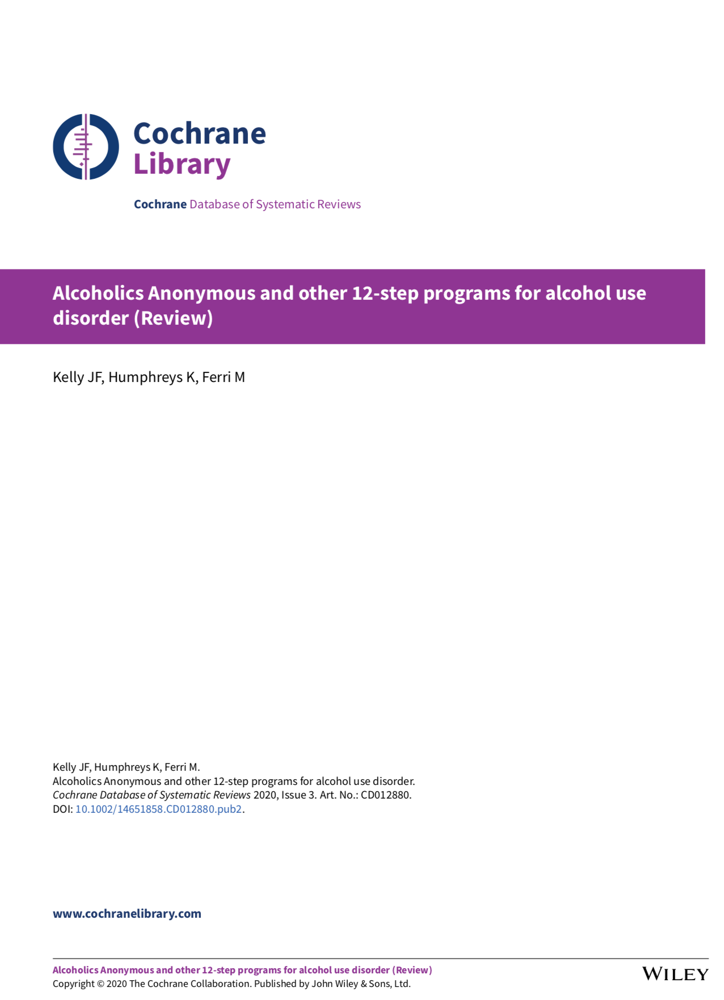 Cochrane
Library
Cochrane Database of Systematic Reviews
Alcoholics Anonymous and other 12-step programs for alcohol use
disorder (Review)
Kelly JF, Humphreys K, Ferri M
Kelly JF, Humphreys K, Ferri M.
Alcoholics Anonymous and other 12-step programs for alcohol use disorder.
Cochrane Database of Systematic Reviews 2020, Issue 3. Art. No.: CD012880.
DOI: 10.1002/14651858.CD012880.pub2.
www.cochranelibrary.com
Alcoholics Anonymous and other 12-step programs for alcohol use disorder (Review)
Copyright © 2020 The Cochrane Collaboration. Published by John Wiley & Sons, Ltd.
WILEY